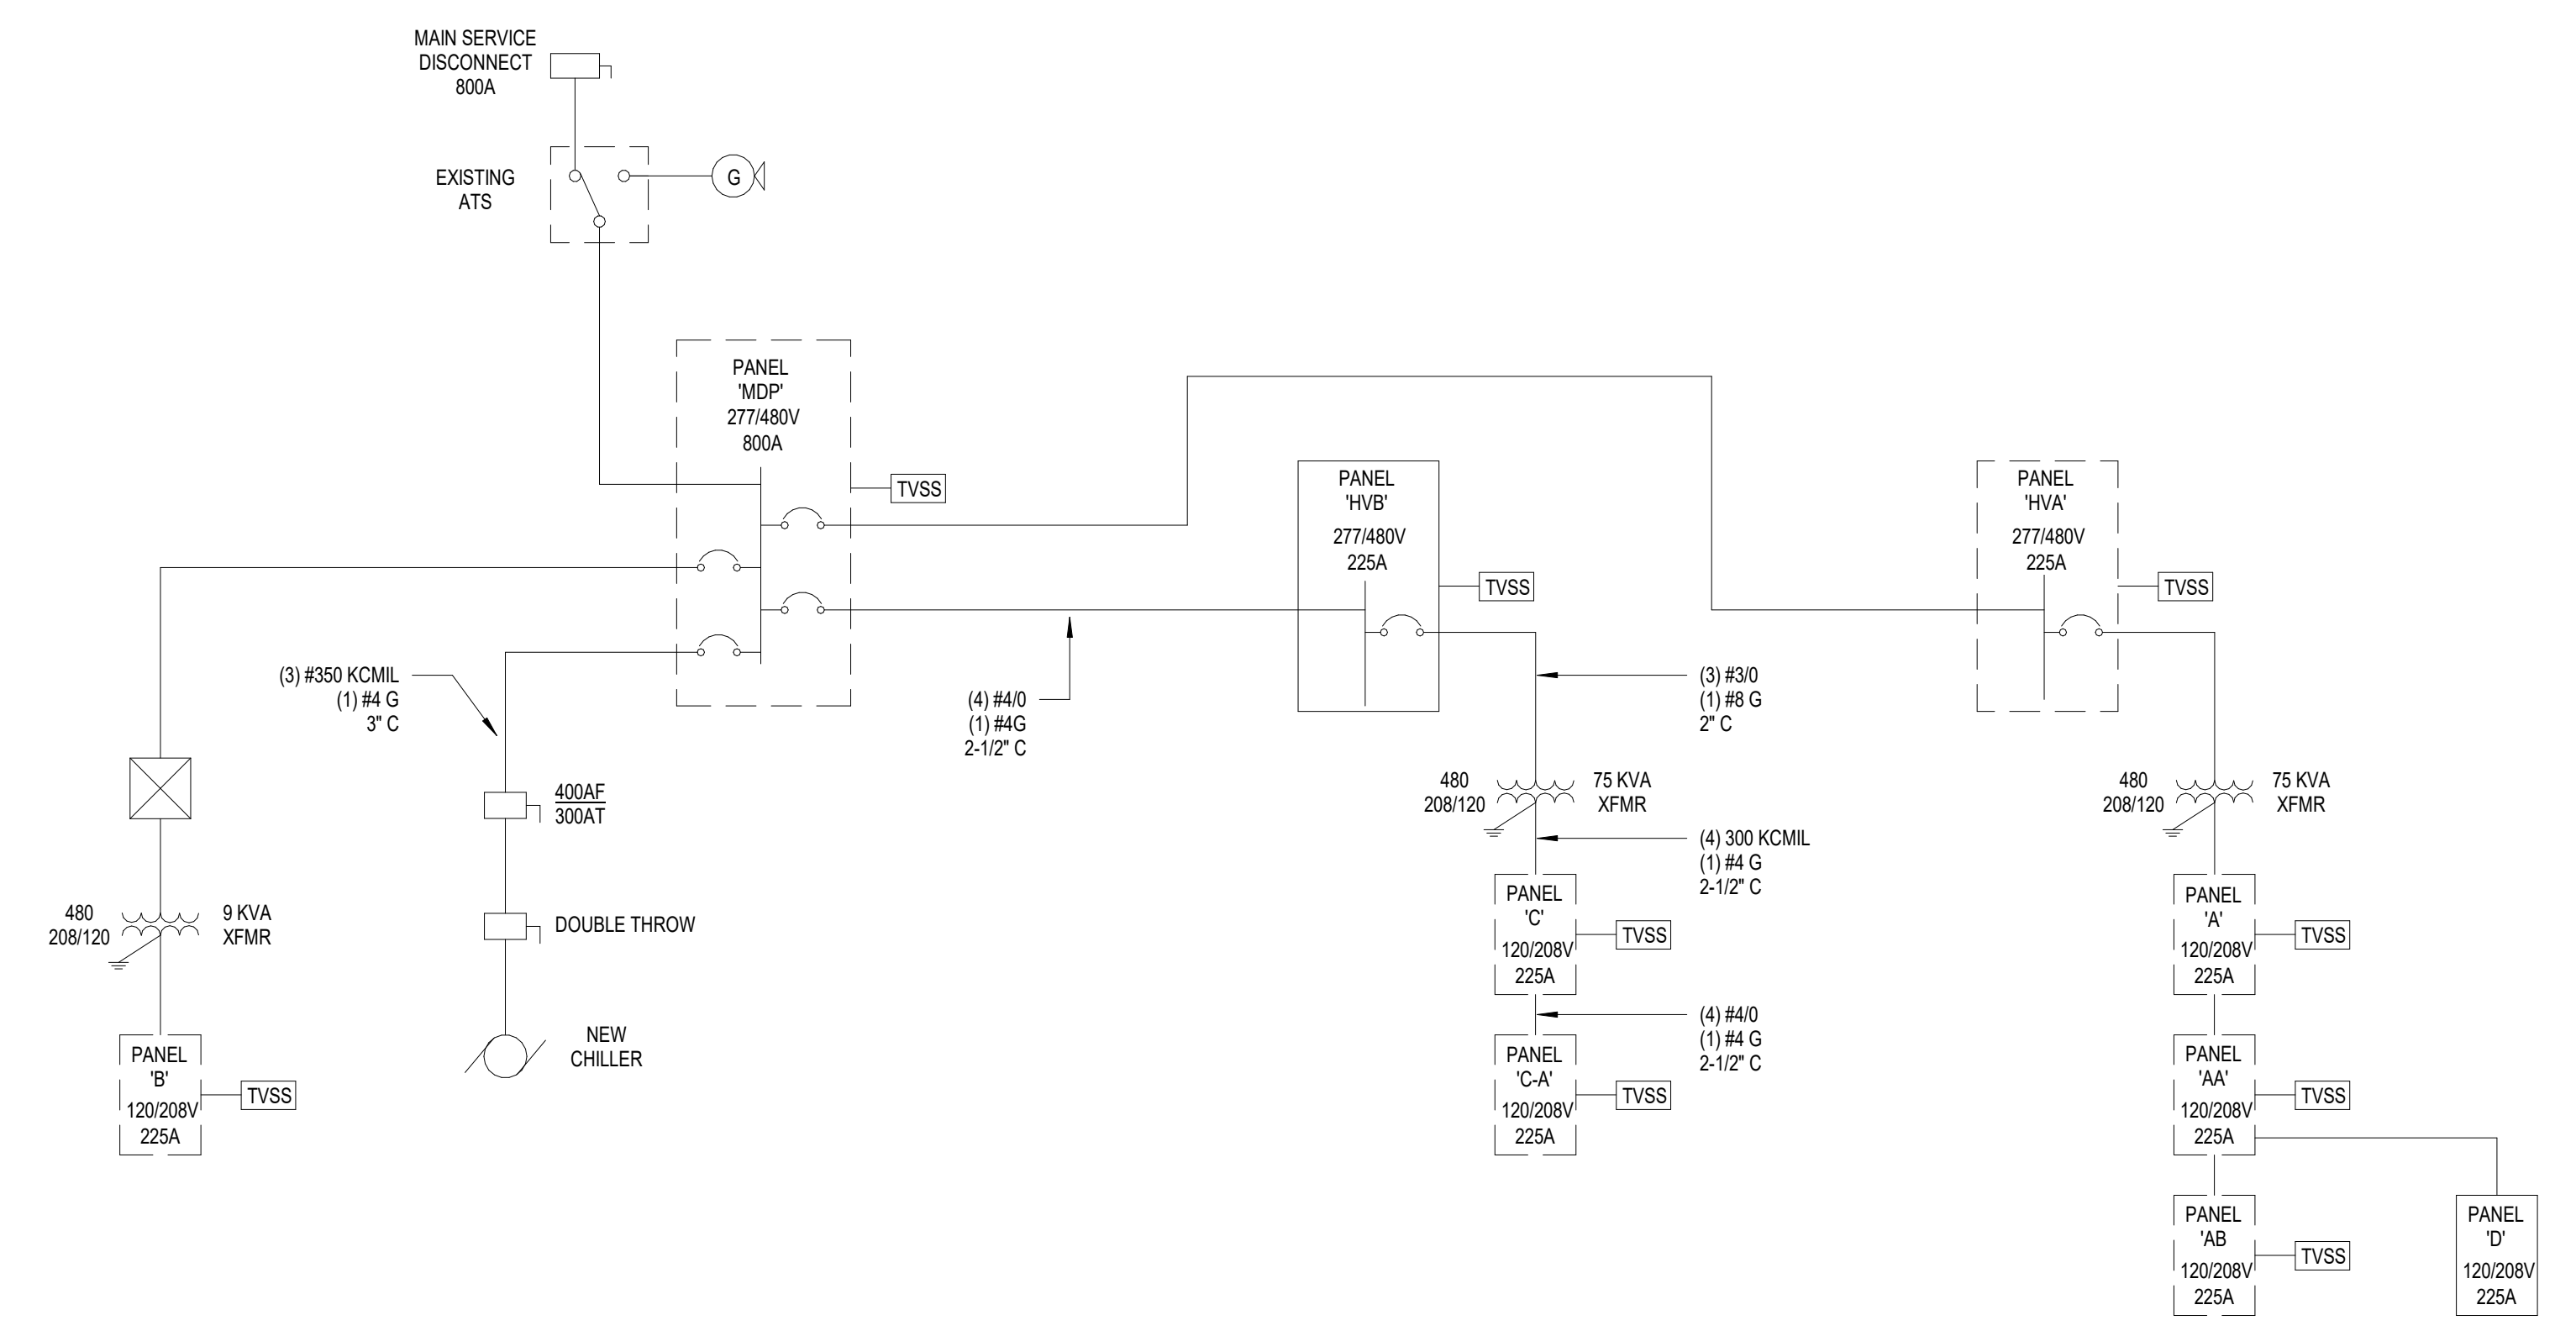 MAIN SERVICE
DISCONNECT
800A
EXISTING
ATS
G
PANEL
'MDP'
277/480V
800A
TVSS
PANEL
'HVB'
277/480V
225A
TVSS
PANEL
'HVA'
277/480V
225A
TVSS
(3) #350 KCMIL
(1) #4 G
3" C
(4) #4/0
(1) #4G
2-1/2" C
(3) #3/0
(1) #8 G
2" C
400AF
300AT
480
208/120
75 KVA
XFMR
480
208/120
75 KVA
XFMR
(4) 300 KCMIL
(1) #4 G
2-1/2" C
480
208/120
9 KVA
XFMR
DOUBLE THROW
PANEL
'C'
120/208V
225A
TVSS
PANEL
'A'
120/208V
225A
TVSS
(4) #4/0
(1) #4 G
2-1/2" C
NEW
CHILLER
PANEL
'B'
120/208V
225A
TVSS
PANEL
'C-A'
120/208V
225A
TVSS
PANEL
'AA'
120/208V
225A
TVSS
PANEL
'AB
120/208V
225A
TVSS
PANEL
'D'
120/208V
225A